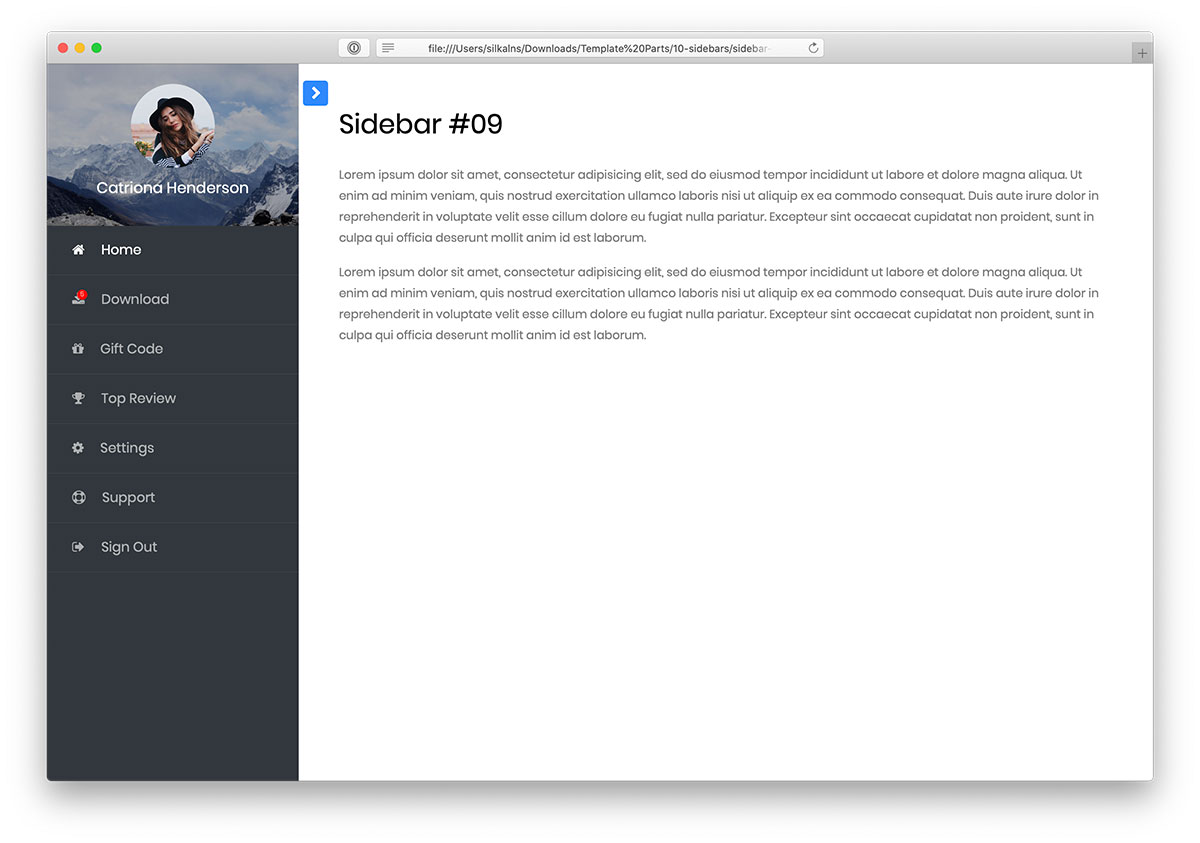 file:///Users/silkalns/Downloads/Template%20Parts/10-sidebars/sidebar-
Catriona Henderson
Home
Download
Gift Code
Top Review
Settings
Support
Sign Out
Sidebar #09
Lorem ipsum dolor sit amet, consectetur adipisicing elit, sed do eiusmod tempor incididunt ut labore et dolore magna aliqua. Ut
enim ad minim veniam, quis nostrud exercitation ullamco laboris nisi ut aliquip ex ea commodo consequat. Duis aute irure dolor in
reprehenderit in voluptate velit esse cillum dolore eu fugiat nulla pariatur. Excepteur sint occaecat cupidatat non proident, sunt in
culpa qui officia deserunt mollit anim id est laborum.
Lorem ipsum dolor sit amet, consectetur adipisicing elit, sed do eiusmod tempor incididunt ut labore et dolore magna aliqua. Ut
enim ad minim veniam, quis nostrud exercitation ullamco laboris nisi ut aliquip ex ea commodo consequat. Duis aute irure dolor in
reprehenderit in voluptate velit esse cillum dolore eu fugiat nulla pariatur. Excepteur sint occaecat cupidatat non proident, sunt in
culpa qui officia deserunt mollit anim id est laborum.